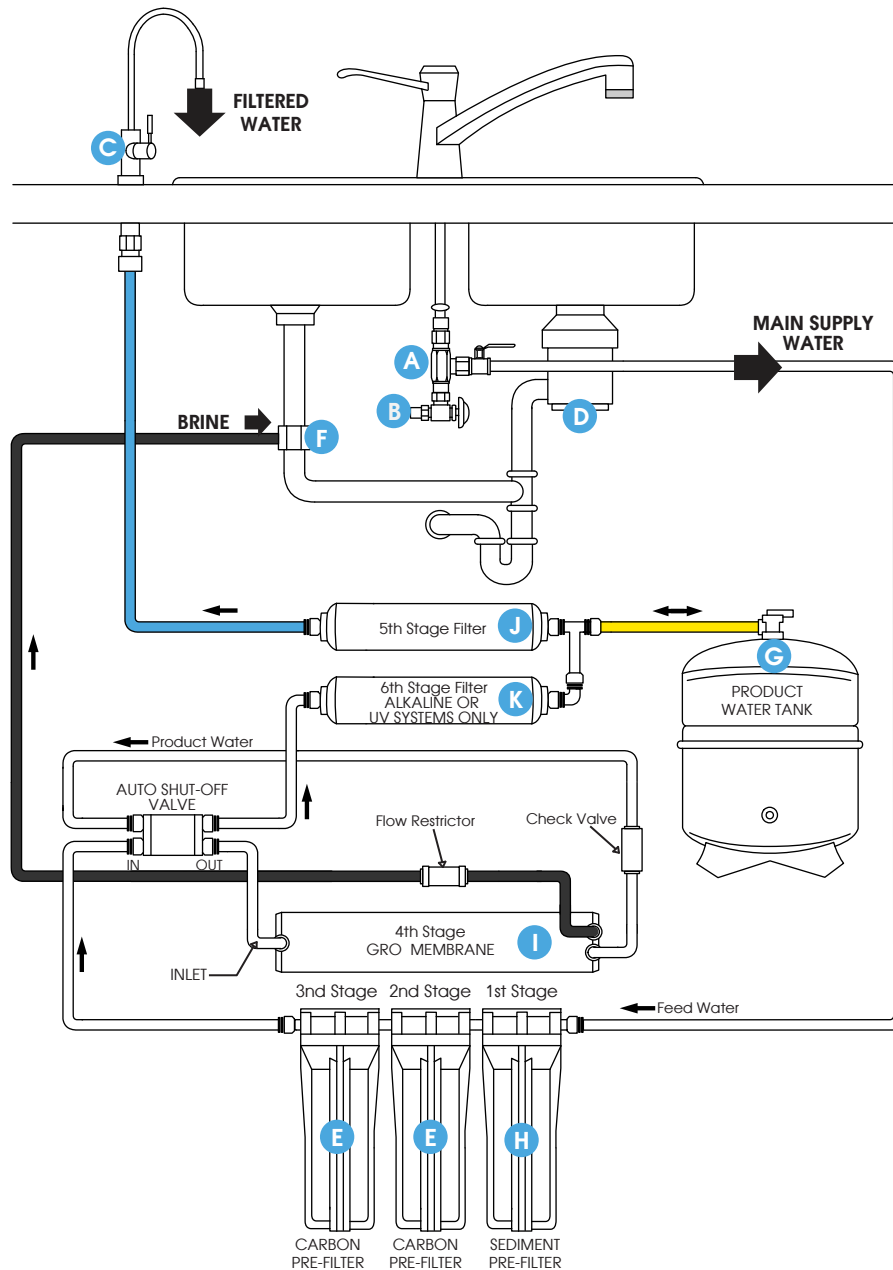 FILTERED
WATER
C
MAIN SUPPLY
WATER
A
B
D
BRINE
F
5th Stage Filter
J
G
6th Stage Filter
ALKALINE OR
UV SYSTEMS ONLY
K
PRODUCT
WATER TANK
Product Water
AUTO SHUT-OFF
VALVE
Flow Restrictor
Check Valve
IN
OUT
4th Stage
GRO MEMBRANE
I
INLET
3nd Stage
2nd Stage
1st Stage
Feed Water
E
E
H
CARBON
PRE-FILTER
CARBON
PRE-FILTER
SEDIMENT
PRE-FILTER